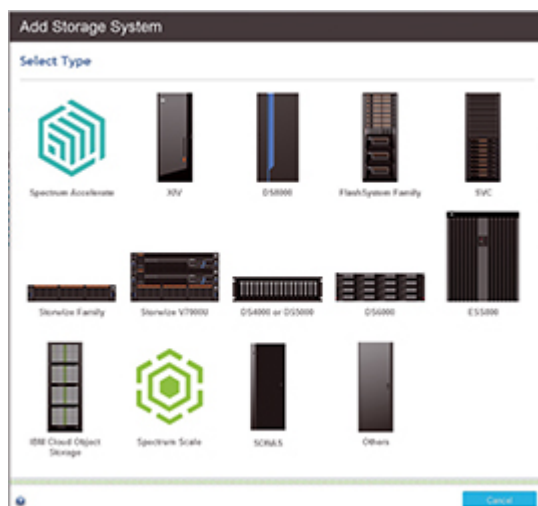 Add Storage System
Select Type
Spectrum Accelerate
XIV
DS8000
FlashSystem Family
SVC
Storwize Family
Storwize V7000U
DS4000 or DS5000
DS6000
ESS800
IBM Cloud Object
Storage
Spectrum Scale
SONAS
Others
Cancel